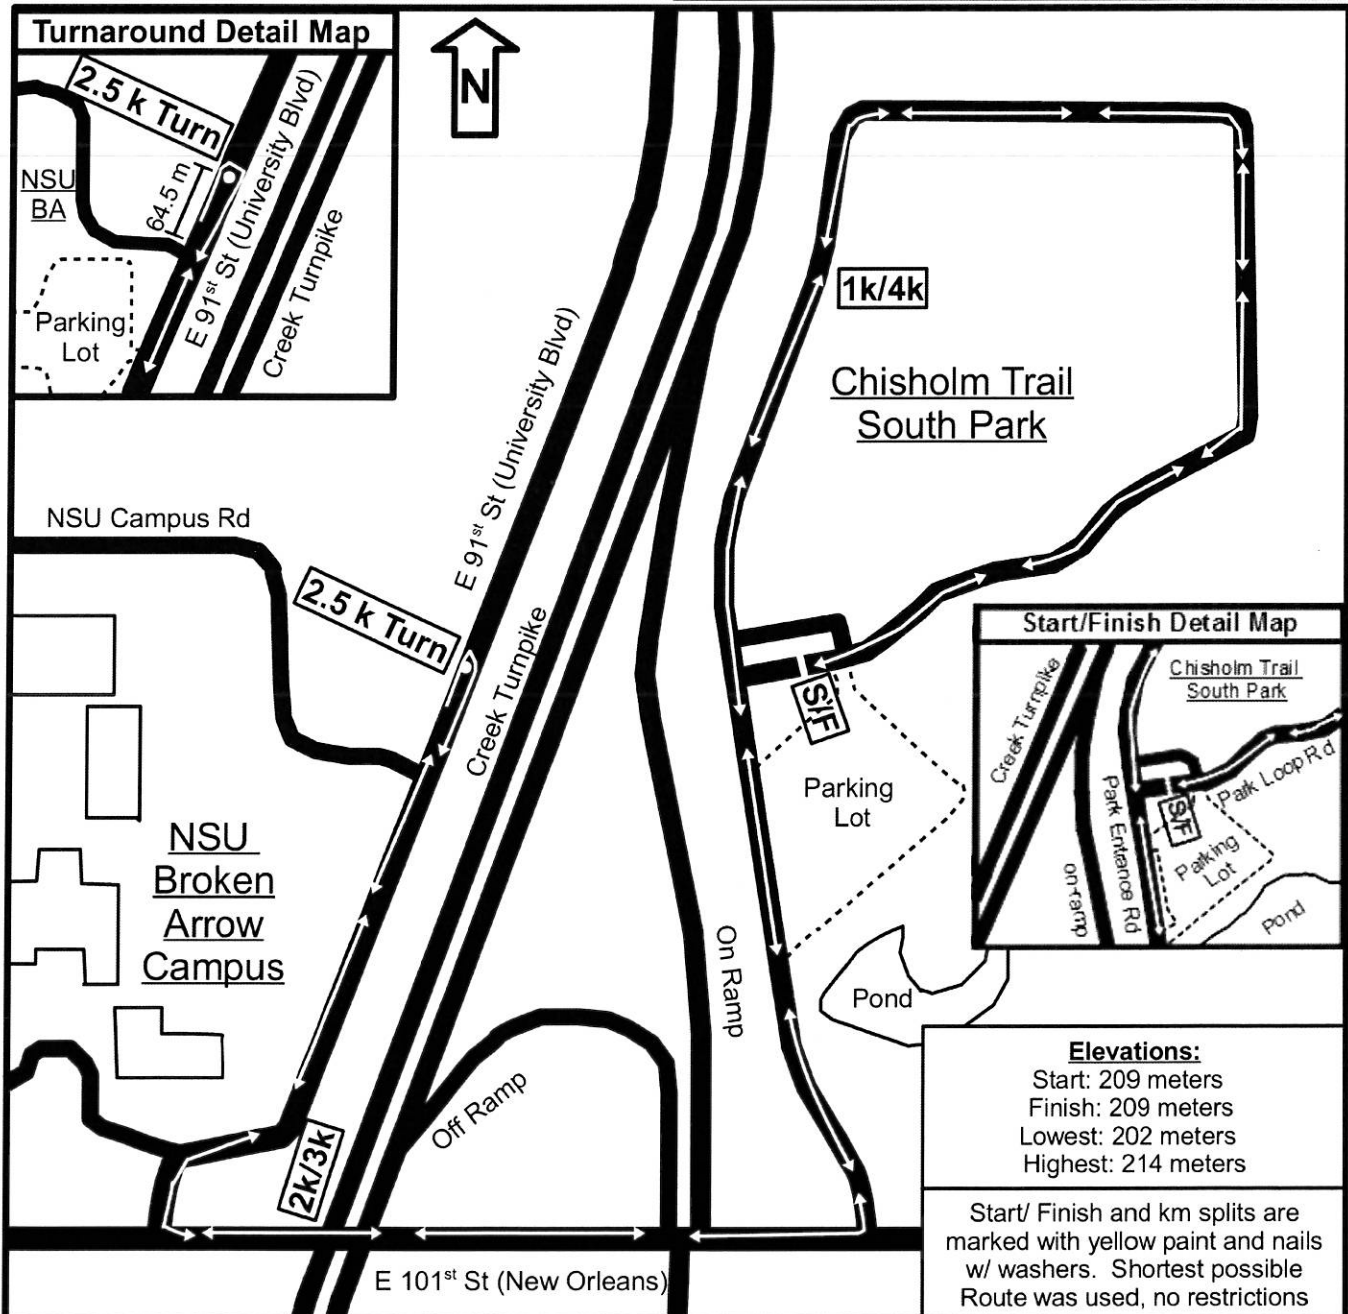 Turnaround Detail Map
2.5 k Turn
NSU
BA
64.5 m
E 91st St (University Blvd)
Creek Turnpike
Parking
Lot
N
1k/4k
Chisholm Trail
South Park
E 91st St (University Blvd)
NSU Campus Rd
2.5 k Turn
Creek Turnpike
S/F
Parking
Lot
Start/Finish Detail Map
Creek Turnpike
Chisholm Trail
South Park
Park Loop Rd
S/F
Park Entrance Rd
on-ramp
Parking
Lot
Pond
NSU
Broken
Arrow
Campus
On Ramp
Pond
Off Ramp
2k/3k
E 101st St (New Orleans)
Elevations:
Start: 209 meters
Finish: 209 meters
Lowest: 202 meters
Highest: 214 meters
Start/ Finish and km splits are
marked with yellow paint and nails
w/ washers. Shortest possible
Route was used, no restrictions